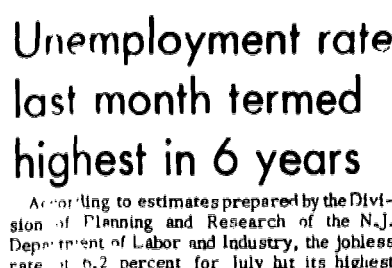 Unemployment rate
last month termed
highest in 6 years
According to estimates prepared by the Divi-
sion of Planning and Research of the N.J.
Department of Labor and Industry, the jobless
rate at 6.2 percent for July hit its highest